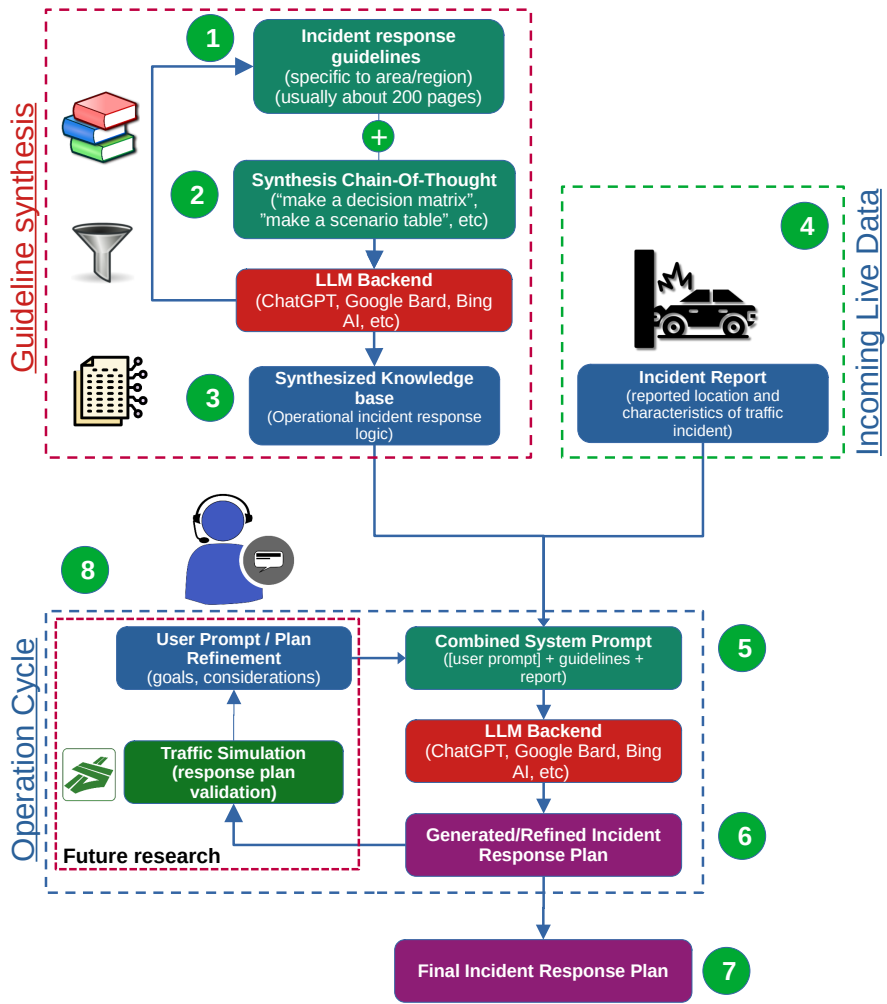 Guideline synthesis
1
Incident response
guidelines
(specific to area/region)
(usually about 200 pages)
+
2
Synthesis Chain-Of-Thought
(“make a decision matrix”,
”make a scenario table”, etc)
LLM Backend
(ChatGPT, Google Bard, Bing
AI, etc)
3
Synthesized Knowledge
base
(Operational incident response
logic)
Incoming Live Data
4
Incident Report
(reported location and
characteristics of traffic
incident)
8
Operation Cycle
User Prompt / Plan
Refinement
(goals, considerations)
Traffic Simulation
(response plan
validation)
Future research
Combined System Prompt
([user prompt] + guidelines +
report)
5
LLM Backend
(ChatGPT, Google Bard, Bing
AI, etc)
Generated/Refined Incident
Response Plan
6
Final Incident Response Plan
7